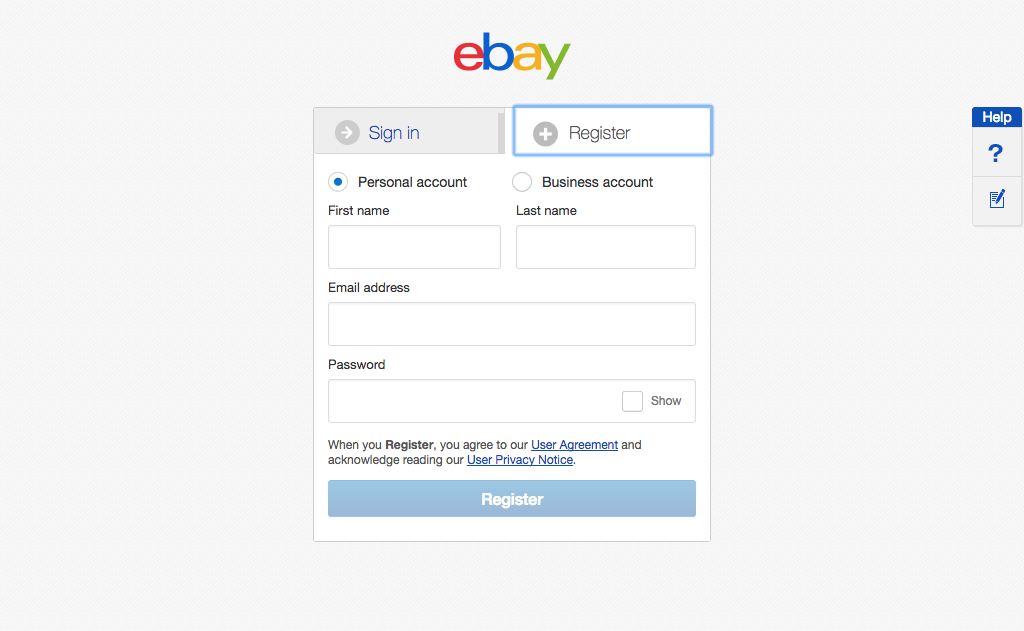 ebay
Sign in
Register
Help
?
Personal account
Business account
First name
Last name
Email address
Password
Show
When you Register, you agree to our User Agreement and
acknowledge reading our User Privacy Notice.
Register